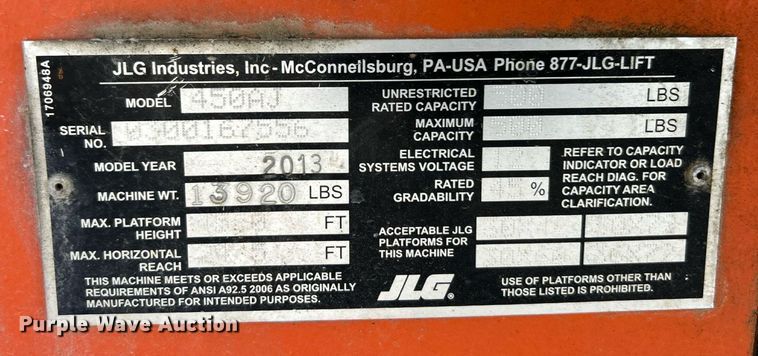 1706948A
JLG Industries, Inc - McConnellsburg, PA-USA Phone 877-JLG-LIFT
MODEL 450AJ
SERIAL NO. 0300167556
MODEL YEAR 2013
MACHINE WT. 13920 LBS
MAX. PLATFORM HEIGHT FT
MAX. HORIZONTAL REACH FT
THIS MACHINE MEETS OR EXCEEDS APPLICABLE
REQUIREMENTS OF ANSI A92.5 2006 AS ORIGINALLY
MANUFACTURED FOR INTENDED PURPOSES.
UNRESTRICTED RATED CAPACITY LBS
MAXIMUM CAPACITY LBS
ELECTRICAL SYSTEMS VOLTAGE
RATED GRADABILITY %
REFER TO CAPACITY
INDICATOR OR LOAD
REACH DIAG. FOR
CAPACITY AREA
CLARIFICATION.
ACCEPTABLE JLG
PLATFORMS FOR
THIS MACHINE
JLG®
USE OF PLATFORMS OTHER THAN
THOSE LISTED IS PROHIBITED.
Purple Wave Auction